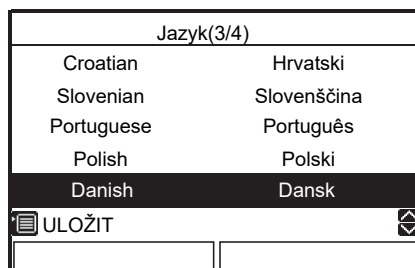 Jazyk(3/4)
Croatian Hrvatski
Slovenian Slovenščina
Portuguese Português
Polish Polski
Danish Dansk
ULOŽIT